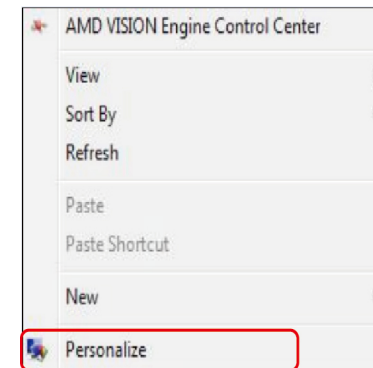 AMD VISION Engine Control Center
View
Sort By
Refresh
Paste
Paste Shortcut
New
Personalize